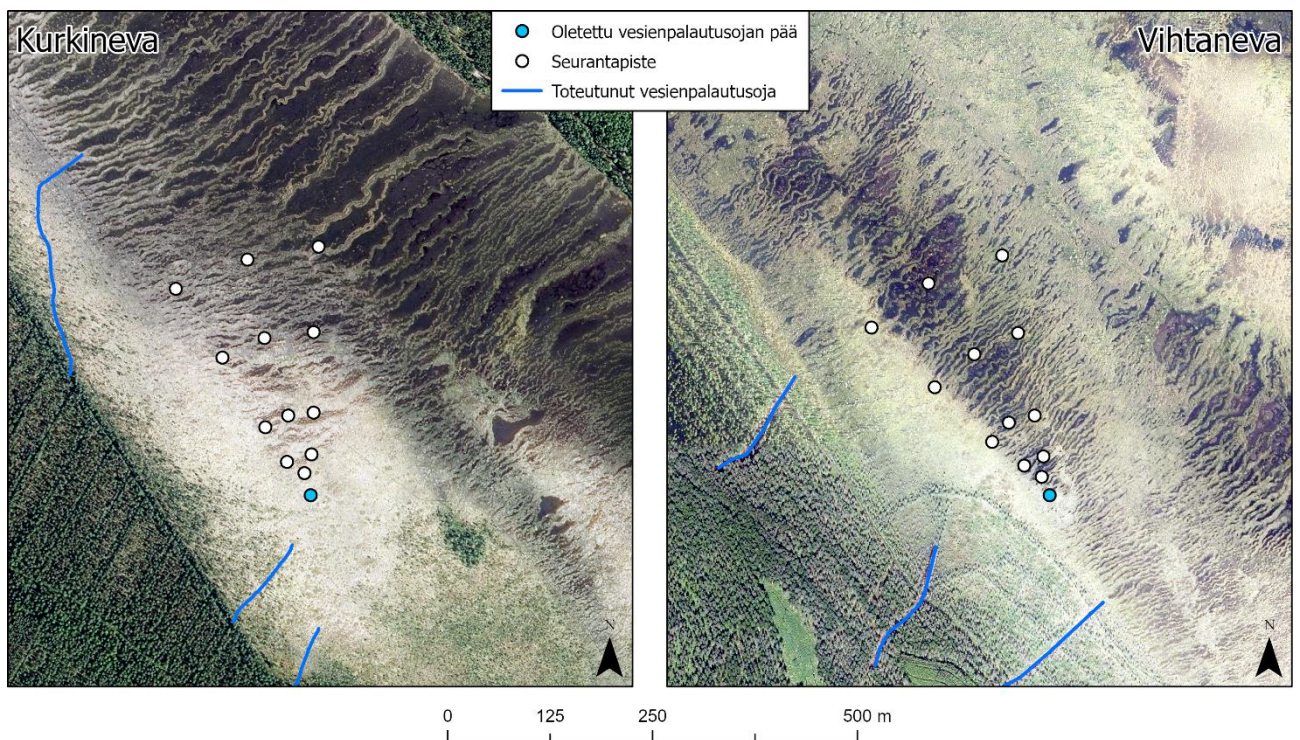 Kurkineva
Oletettu vesienpalautusojan pää
Seurantapiste
Toteutunut vesienpalautusoja
Vihtaneva
N
N
0 125 250 500 m